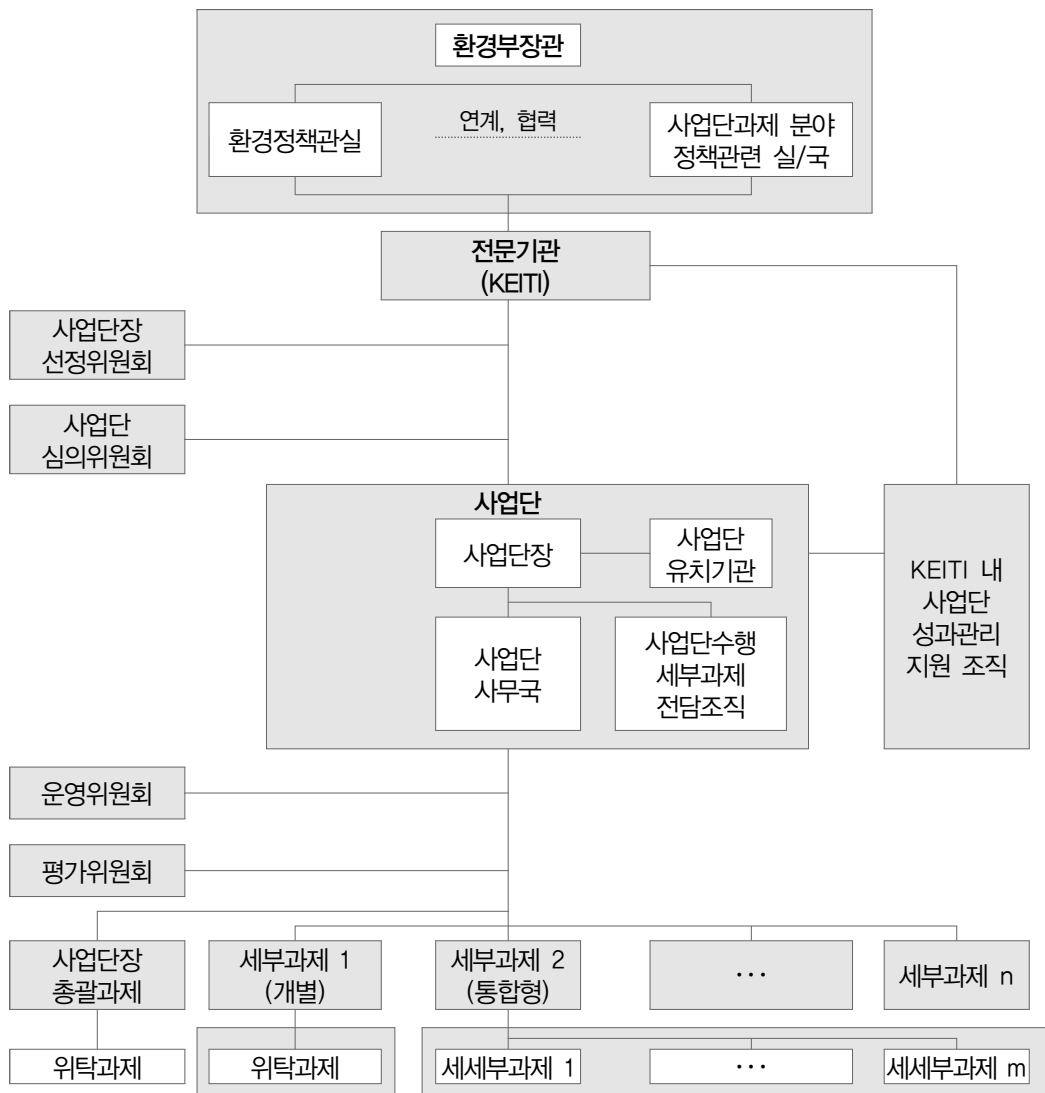 환경부장관
환경정책관실
연계, 협력
사업단과제 분야
정책관련 실/국
전문기관
(KEITI)
사업단장
선정위원회
사업단
심의위원회
사업단
사업단장
사업단
유치기관
사업단
사무국
사업단수행
세부과제
전담조직
KEITI 내
사업단
성과관리
지원 조직
운영위원회
평가위원회
사업단장
총괄과제
세부과제 1
(개별)
세부과제 2
(통합형)
···
세부과제 n
위탁과제
위탁과제
세세부과제 1
···
세세부과제 m